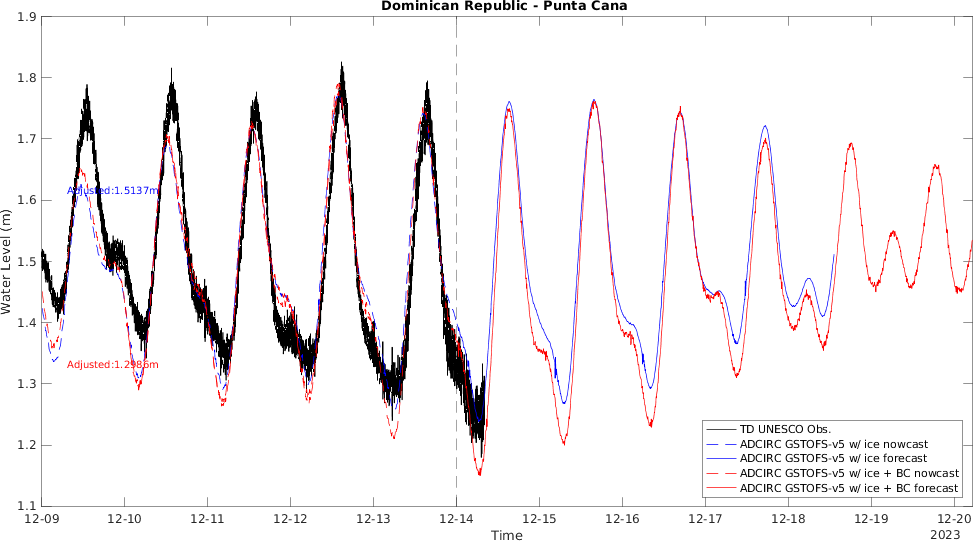 Dominican Republic - Punta Cana
1.9
1.8
1.7
1.6
1.5
1.4
1.3
1.2
1.1
Water Level (m)
Adjusted:1.5137m
Adjusted:1.2986m
TD UNESCO Obs.
ADCIRC GSTOFS-v5 w/ ice nowcast
ADCIRC GSTOFS-v5 w/ ice forecast
ADCIRC GSTOFS-v5 w/ ice + BC nowcast
ADCIRC GSTOFS-v5 w/ ice + BC forecast
12-09 12-10 12-11 12-12 12-13 12-14 12-15 12-16 12-17 12-18 12-19 12-20
Time
2023